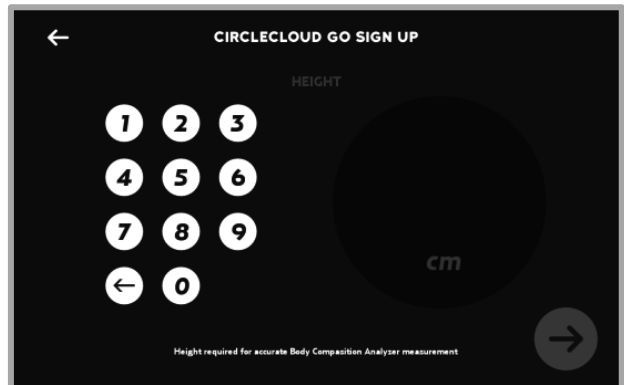 CIRCLECLOUD GO SIGN UP
HEIGHT
1 2 3
4 5 6
7 8 9
0
cm
Height required for accurate Body Compasition Analyser measurement